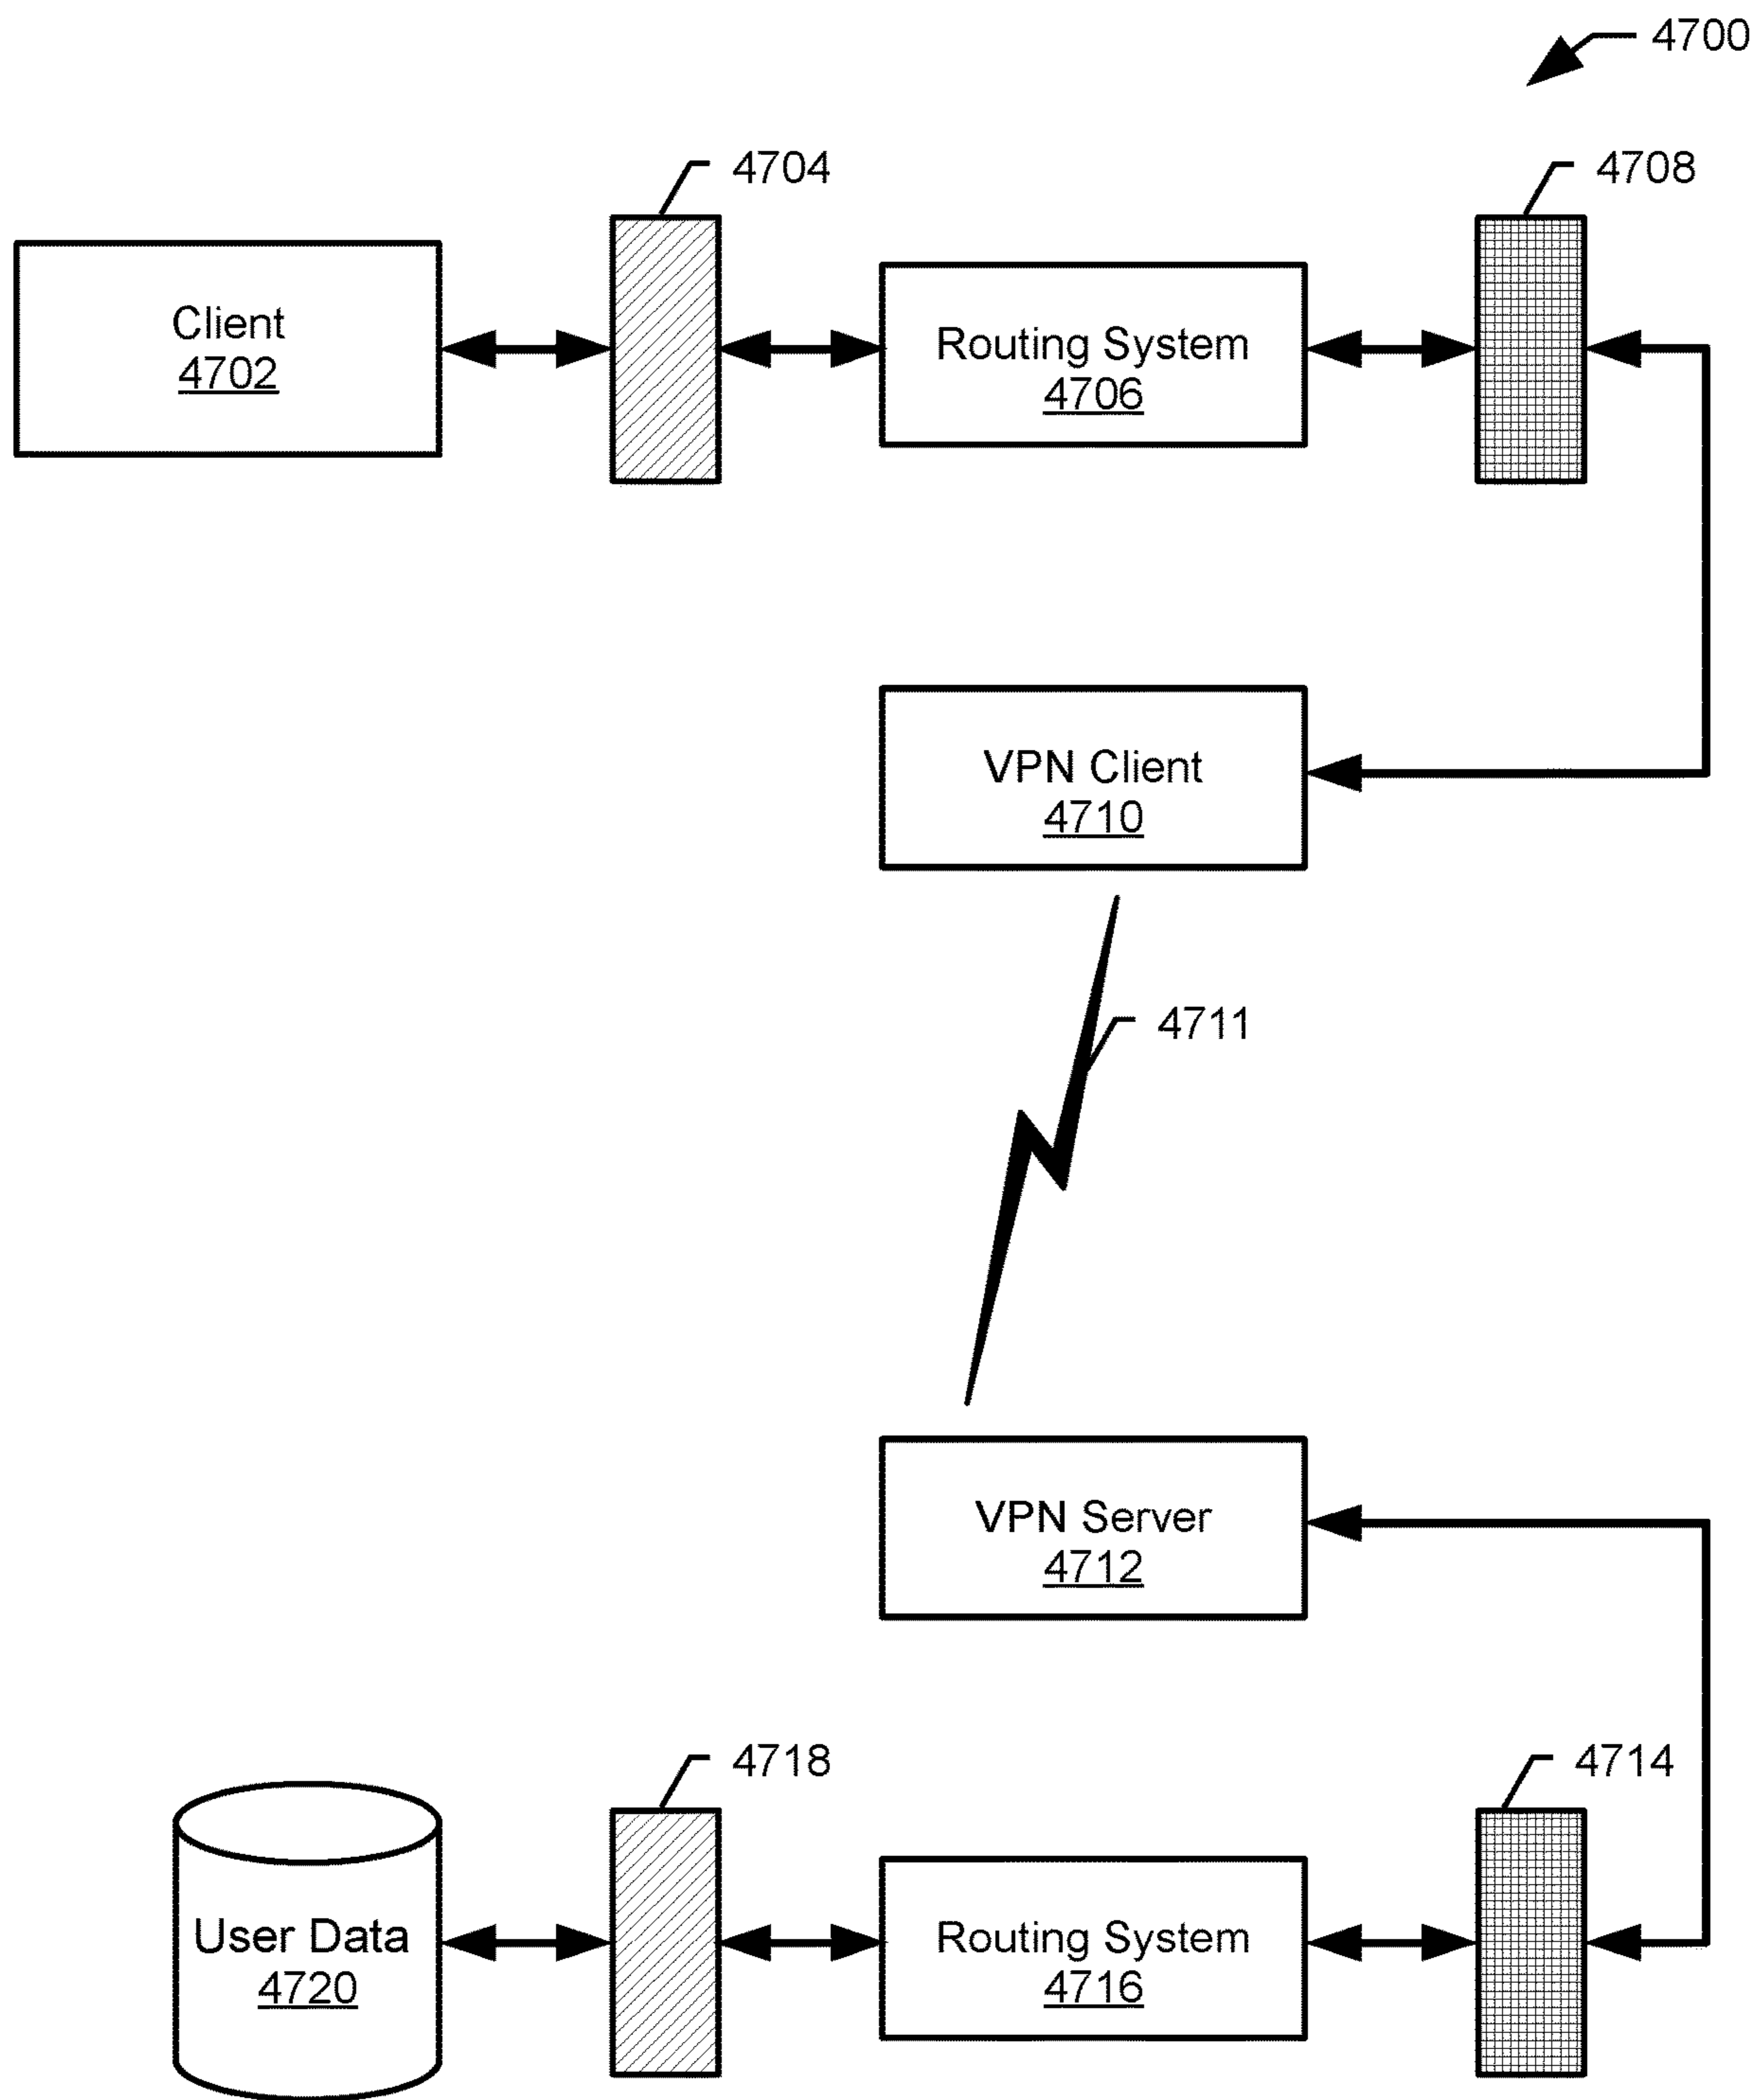 4700
4704
4708
Client
4702
Routing System
4706
VPN Client
4710
4711
VPN Server
4712
4718
4714
User Data
4720
Routing System
4716